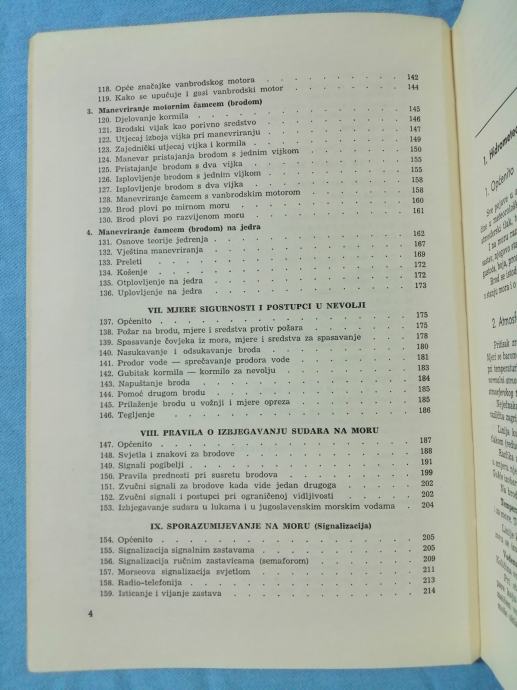 118. Opće značajke vanbrodskog motora . . . . . . . . 142
119. Kako se upućuje i gasi vanbrodski motor . . . . . . 144
3. Manevriranje motornim čamcem (brodom)
120. Djelovanje kormila . . . . . . . . . . 145
121. Brodski vijak kao porivno sredstvo . . . . . . . 146
122. Utjecaj izboja vijka pri manevriranju . . . . . . . 147
123. Zajednički utjecaj vijka i kormila . . . . . . . 149
124. Manevar pristajanja brodom s jednim vijkom . . . . . 150
125. Pristajanje brodom s dva vijka . . . . . . . . 155
126. Isplovljenje brodom s jednim vijkom . . . . . . . 155
127. Isplovljenje brodom s dva vijka . . . . . . . . 158
128. Manevriranje čamcem s vanbrodskim motorom . . . . . 158
129. Brod plovi po mirnom moru . . . . . . . . 160
130. Brod plovi po razvijenom moru . . . . . . . . 161
4. Manevriranje čamcem (brodom) na jedra
131. Osnove teorije jedrenja . . . . . . . . . 162
132. Vještina manevriranja . . . . . . . . . . 167
133. Preleti . . . . . . . . . . . . 169
134. Košenje . . . . . . . . . . . . 172
135. Otplovljenje na jedra . . . . . . . . . . 172
136. Uplovljenje na jedra . . . . . . . . . . 173
VII. MJERE SIGURNOSTI I POSTUPCI U NEVOLJI
137. Općenito . . . . . . . . . . . . 175
138. Požar na brodu, mjere i sredstva protiv požara . . . . . 175
139. Spasavanje čovjeka iz mora, mjere i sredstva za spasavanje . . 178
140. Nasukavanje i odsukavanje broda . . . . . . . 180
141. Prodor vode — sprečavanje prodora vode . . . . . . 181
142. Gubitak kormila — kormilo za nevolju . . . . . . 183
143. Napuštanje broda . . . . . . . . . . 184
144. Pomoć drugom brodu . . . . . . . . . 185
145. Prilaženje brodu u vožnji i mjere opreza . . . . . . 185
146. Tegljenje . . . . . . . . . . . . 186
VIII. PRAVILA O IZBJEGAVANJU SUDARA NA MORU
147. Općenito . . . . . . . . . . . . 187
148. Svjetla i znakovi za brodove . . . . . . . . 188
149. Signali pogibelji . . . . . . . . . . 191
150. Pravila prednosti pri susretu brodova . . . . . . 199
151. Zvučni signali za brodove kada vide jedan drugoga . . . . 202
152. Zvučni signali i postupci pri ograničenoj vidljivosti . . . . 202
153. Izbjegavanje sudara u lukama i u jugoslavenskim morskim vodama . 204
IX. SPORAZUMIJEVANJE NA MORU (Signalizacija)
154. Općenito . . . . . . . . . . . . 205
155. Signalizacija signalnim zastavama . . . . . . . 205
156. Signalizacija ručnim zastavicama (semaforom) . . . . . 209
157. Morseova signalizacija svjetlom . . . . . . . 211
158. Radio-telefonija . . . . . . . . . . 213
159. Isticanje i vijanje zastava . . . . . . . . . 214
4
1. Hidrometeo
1. Općenito
Sve pojave u
2. Atmosf
Pritisak